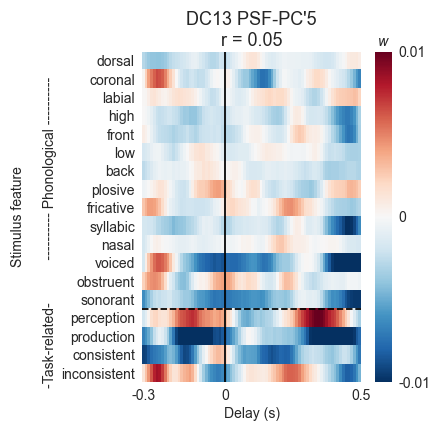 DC13 PSF-PC'5
r = 0.05
w
dorsal
coronal
labial
high
front
low
back
plosive
fricative
syllabic
nasal
voiced
obstruent
sonorant
perception
production
consistent
inconsistent
Stimulus feature
----------- Phonological -----------
-Task-related-
0.01
0
-0.01
-0.3 0 0.5
Delay (s)